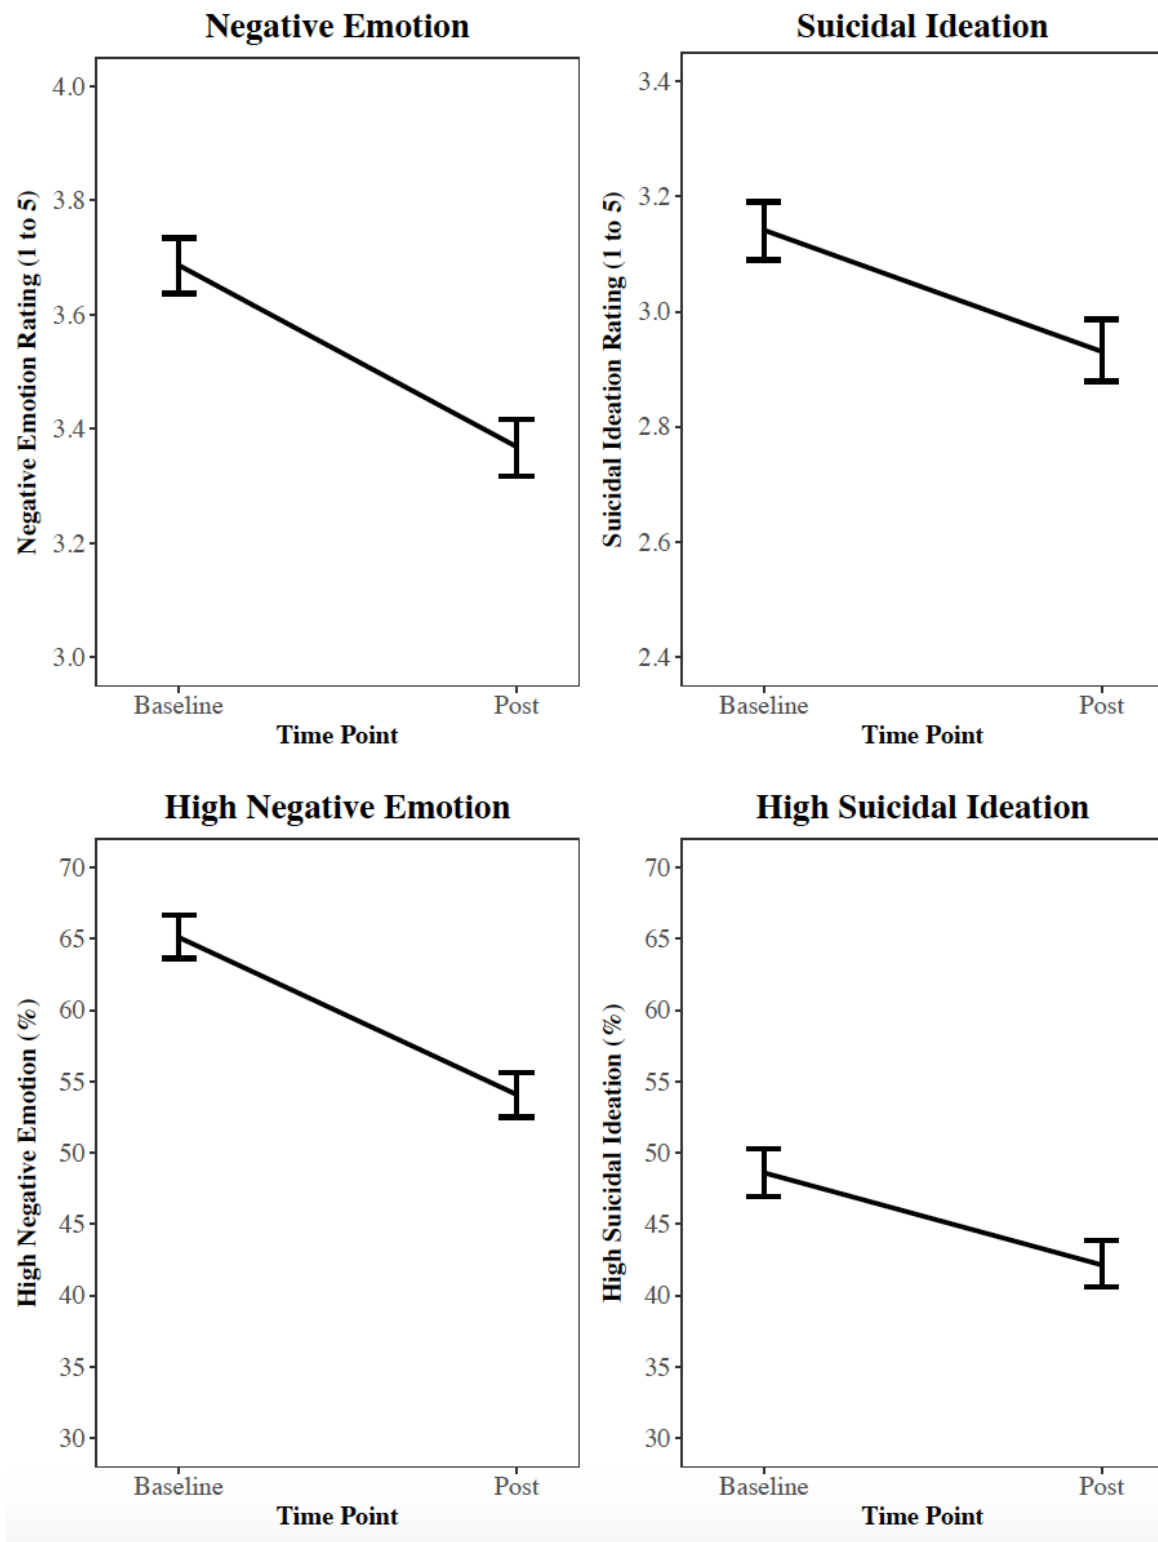 Negative Emotion
Negative Emotion Rating (1 to 5)
4.0
3.8
3.6
3.4
3.2
3.0
Baseline Post
Time Point
Suicidal Ideation
Suicidal Ideation Rating (1 to 5)
3.4
3.2
3.0
2.8
2.6
2.4
Baseline Post
Time Point
High Negative Emotion
High Negative Emotion (%)
70
65
60
55
50
45
40
35
30
Baseline Post
Time Point
High Suicidal Ideation
High Suicidal Ideation (%)
70
65
60
55
50
45
40
35
30
Baseline Post
Time Point